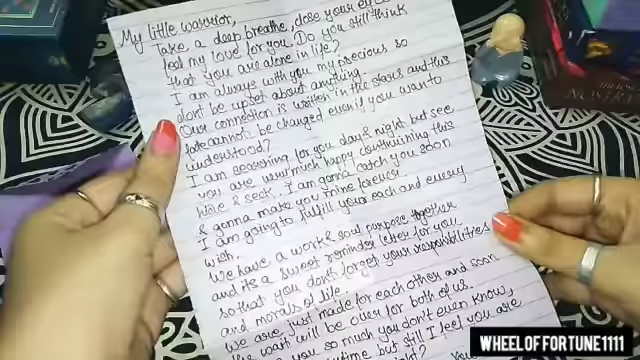 My little warrior,
Take a deep breathe, close your eyes
feel my love for you. Do you still think
that you are alone in life?
I am always with you my precious so
don't be upset about anything.
Our connection is written in the stars and this
fate cannot be changed even if you want to
understood?
I am searching for you day & night but see
you are very much happy continuining this
hide & seek. I am gonna catch you soon
& gonna make you mine forever.
I am going to fulfill your each and every
wish.
We have a work & soul purpose together
and its a sweet reminder letter for you
so that you don't forget your responsibilities
and morals of life.
We are just made for each other and soon
the wait will be over for both of us.
you so much you don't even know,
but still I feel you are
WHEEL OF FORTUNE1111